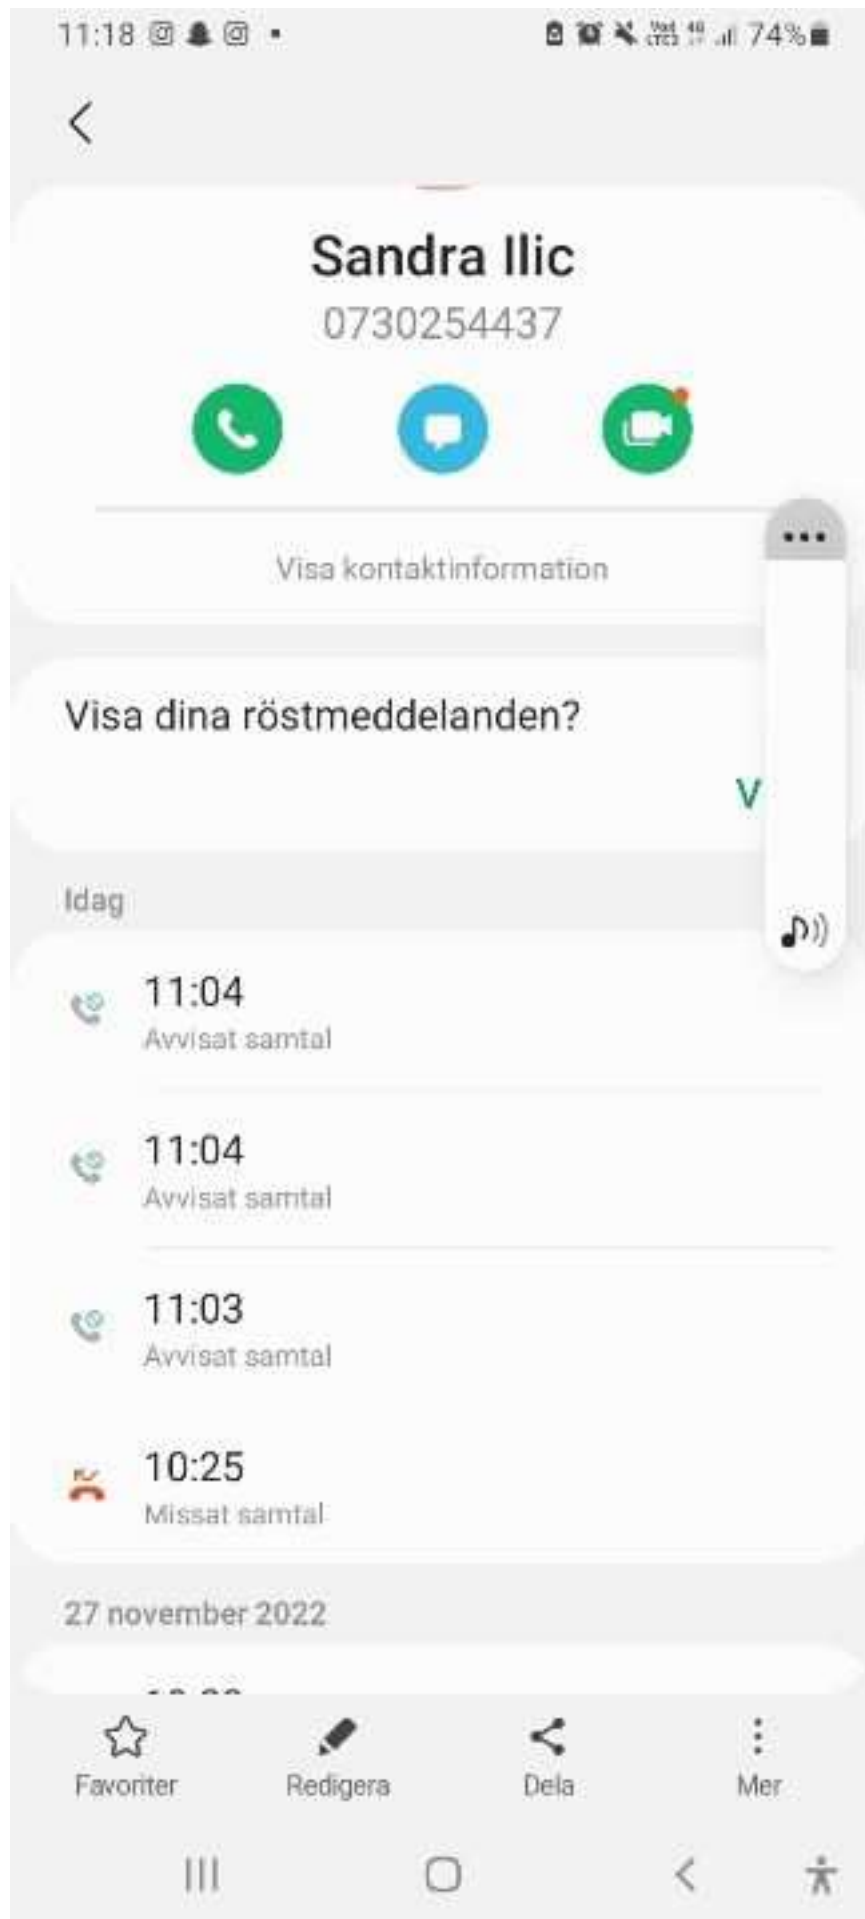 11:18 74%
Sandra Ilic
0730254437
Visa kontaktinformation
Visa dina röstmeddelanden?
V
Idag
11:04
Avvisat samtal
11:04
Avvisat samtal
11:03
Avvisat samtal
10:25
Missat samtal
27 november 2022
Favoriter Redigera Dela Mer